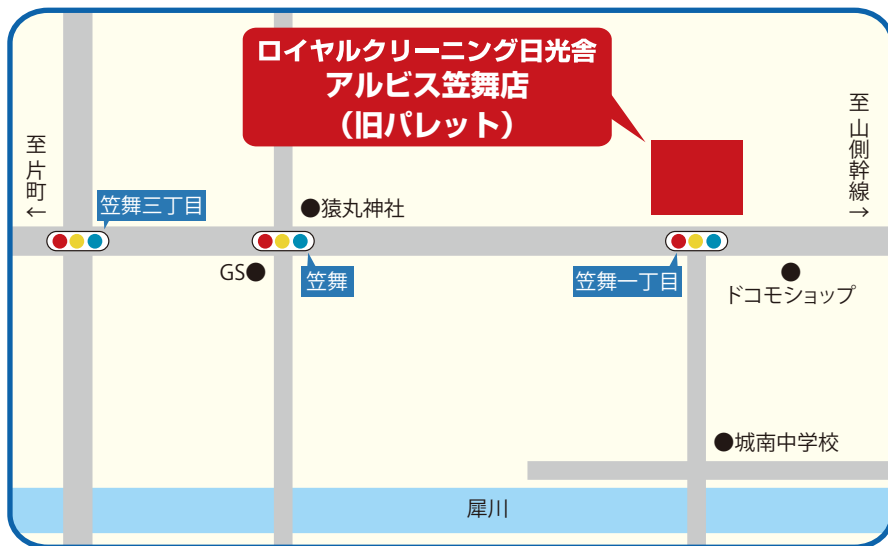 ロイヤルクリーニング日光舎
アルビス笠舞店
（旧パレット）
至片町←
至山側幹線→
笠舞三丁目
猿丸神社
GS
笠舞
笠舞一丁目
ドコモショップ
城南中学校
犀川